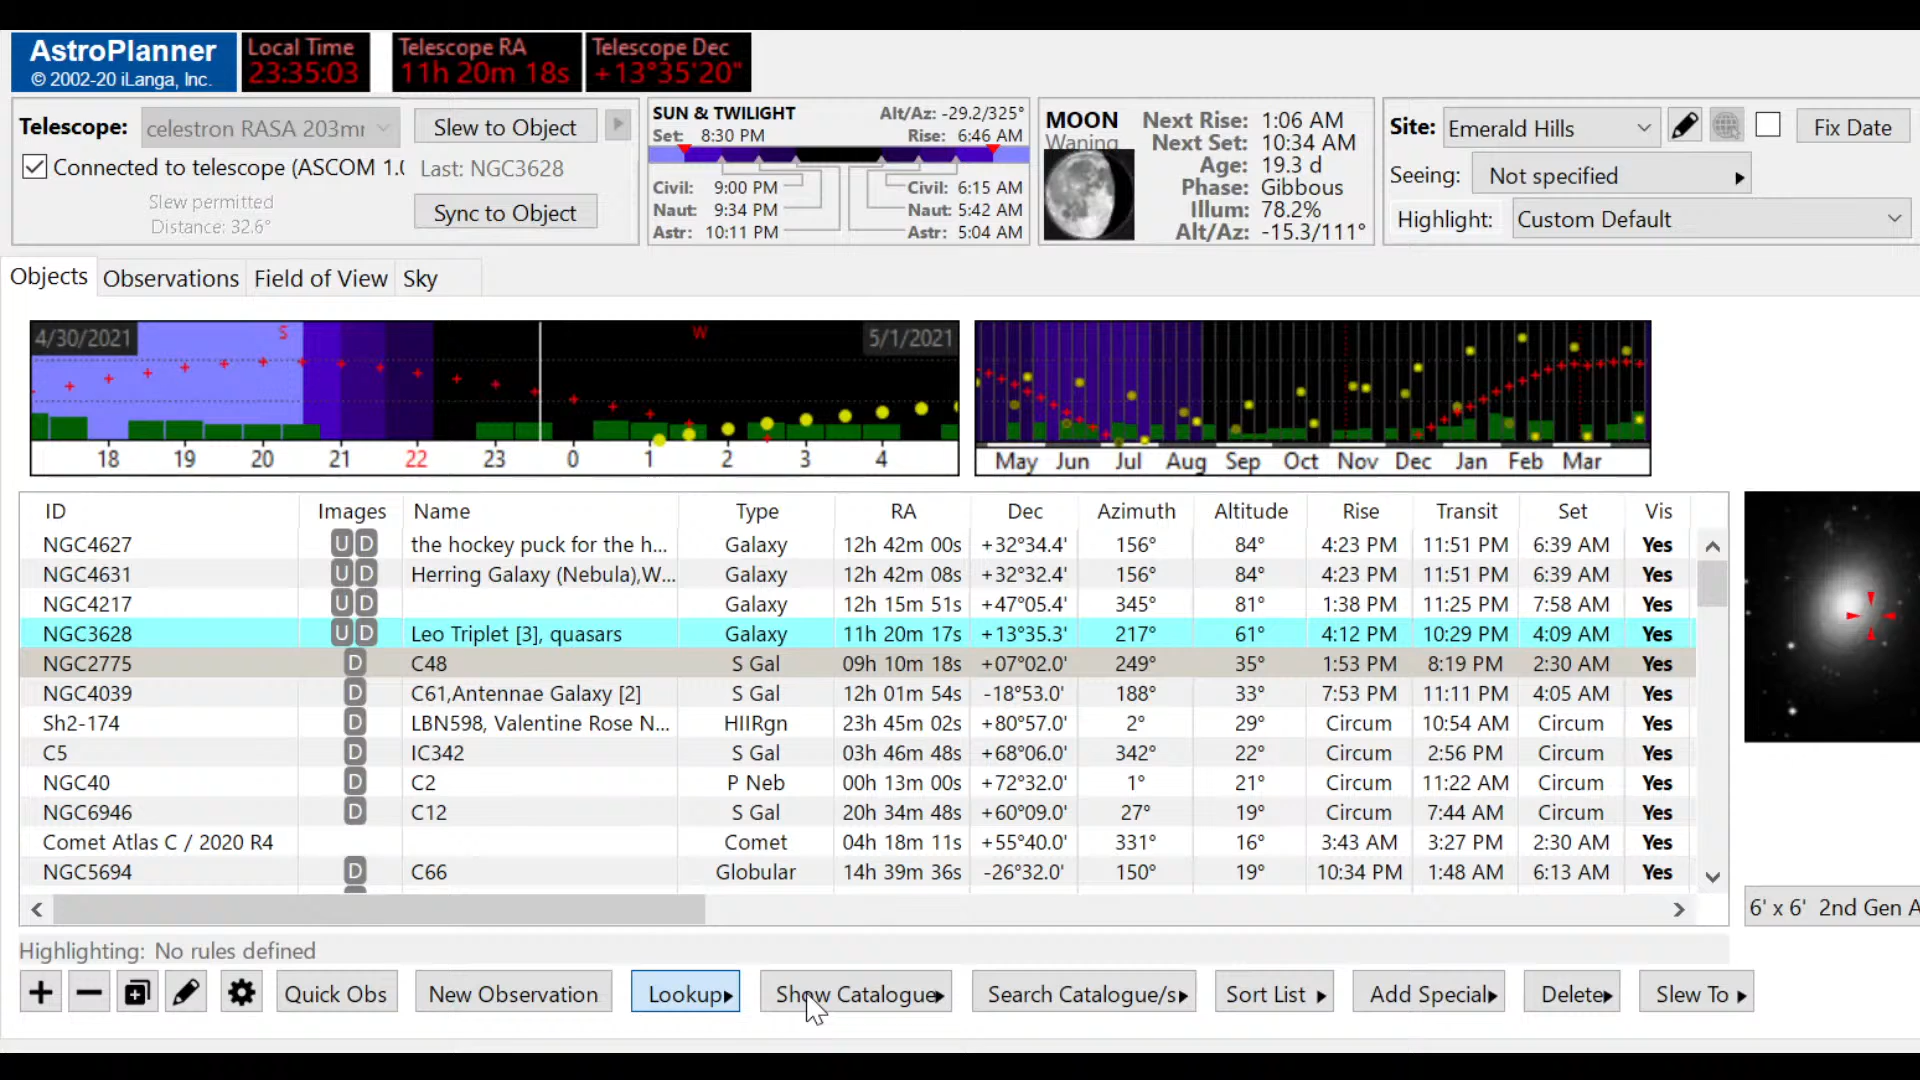 AstroPlanner
© 2002-20 iLanga, Inc.
Local Time
23:35:03
Telescope RA
11h 20m 18s
Telescope Dec
+13°35'20"
Telescope: celestron RASA 203m
Slew to Object
Connected to telescope (ASCOM 1.0
Last: NGC3628
Slew permitted
Distance: 32.6°
Sync to Object
SUN & TWILIGHT Alt/Az: -29.2/325°
Set: 8:30 PM Rise: 6:46 AM
Civil: 9:00 PM Civil: 6:15 AM
Naut: 9:34 PM Naut: 5:42 AM
Astr: 10:11 PM Astr: 5:04 AM
MOON
Waning
Next Rise: 1:06 AM
Next Set: 10:34 AM
Age: 19.3 d
Phase: Gibbous
Illum: 78.2%
Alt/Az: -15.3/111°
Site: Emerald Hills Fix Date
Seeing: Not specified
Highlight: Custom Default
Objects Observations Field of View Sky
4/30/2021 S W 5/1/2021
18 19 20 21 22 23 0 1 2 3 4
May Jun Jul Aug Sep Oct Nov Dec Jan Feb Mar
ID Images Name Type RA Dec Azimuth Altitude Rise Transit Set Vis
NGC4627 U D the hockey puck for the h... Galaxy 12h 42m 00s +32°34.4' 156° 84° 4:23 PM 11:51 PM 6:39 AM Yes
NGC4631 U D Herring Galaxy (Nebula),W... Galaxy 12h 42m 08s +32°32.4' 156° 84° 4:23 PM 11:51 PM 6:39 AM Yes
NGC4217 U D Galaxy 12h 15m 51s +47°05.4' 345° 81° 1:38 PM 11:25 PM 7:58 AM Yes
NGC3628 U D Leo Triplet [3], quasars Galaxy 11h 20m 17s +13°35.3' 217° 61° 4:12 PM 10:29 PM 4:09 AM Yes
NGC2775 D C48 S Gal 09h 10m 18s +07°02.0' 249° 35° 1:53 PM 8:19 PM 2:30 AM Yes
NGC4039 D C61,Antennae Galaxy [2] S Gal 12h 01m 54s -18°53.0' 188° 33° 7:53 PM 11:11 PM 4:05 AM Yes
Sh2-174 D LBN598, Valentine Rose N... HIIRgn 23h 45m 02s +80°57.0' 2° 29° Circum 10:54 AM Circum Yes
C5 D IC342 S Gal 03h 46m 48s +68°06.0' 342° 22° Circum 2:56 PM Circum Yes
NGC40 D C2 P Neb 00h 13m 00s +72°32.0' 1° 21° Circum 11:22 AM Circum Yes
NGC6946 D C12 S Gal 20h 34m 48s +60°09.0' 27° 19° Circum 7:44 AM Circum Yes
Comet Atlas C / 2020 R4 Comet 04h 18m 11s +55°40.0' 331° 16° 3:43 AM 3:27 PM 2:30 AM Yes
NGC5694 D C66 Globular 14h 39m 36s -26°32.0' 150° 19° 10:34 PM 1:48 AM 6:13 AM Yes
6' x 6' 2nd Gen A
Highlighting: No rules defined
Quick Obs New Observation Lookup Show Catalogue Search Catalogue/s Sort List Add Special Delete Slew To